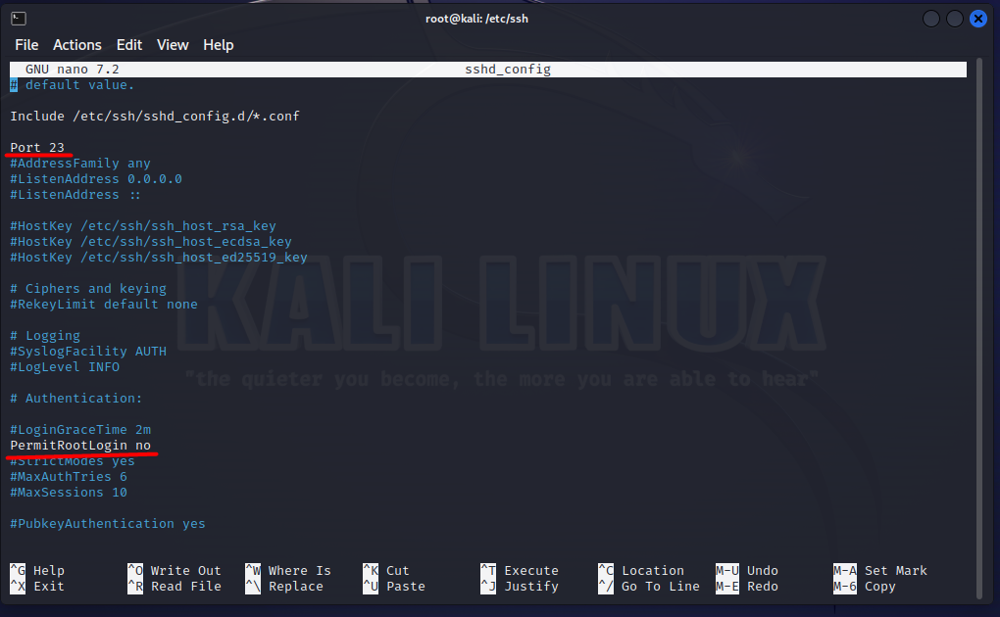 root@kali: /etc/ssh
File Actions Edit View Help
GNU nano 7.2 sshd_config
# default value.
Include /etc/ssh/sshd_config.d/*.conf
Port 23
#AddressFamily any
#ListenAddress 0.0.0.0
#ListenAddress ::
#HostKey /etc/ssh/ssh_host_rsa_key
#HostKey /etc/ssh/ssh_host_ecdsa_key
#HostKey /etc/ssh/ssh_host_ed25519_key
# Ciphers and keying
#RekeyLimit default none
KALI LINUX
# Logging
#SyslogFacility AUTH
#LogLevel INFO
"the quieter you become, the more you are able to hear"
# Authentication:
#LoginGraceTime 2m
PermitRootLogin no
#StrictModes yes
#MaxAuthTries 6
#MaxSessions 10
#PubkeyAuthentication yes
^G Help ^O Write Out ^W Where Is ^K Cut ^T Execute ^C Location M-U Undo M-A Set Mark
^X Exit ^R Read File ^\ Replace ^U Paste ^J Justify ^/ Go To Line M-E Redo M-6 Copy